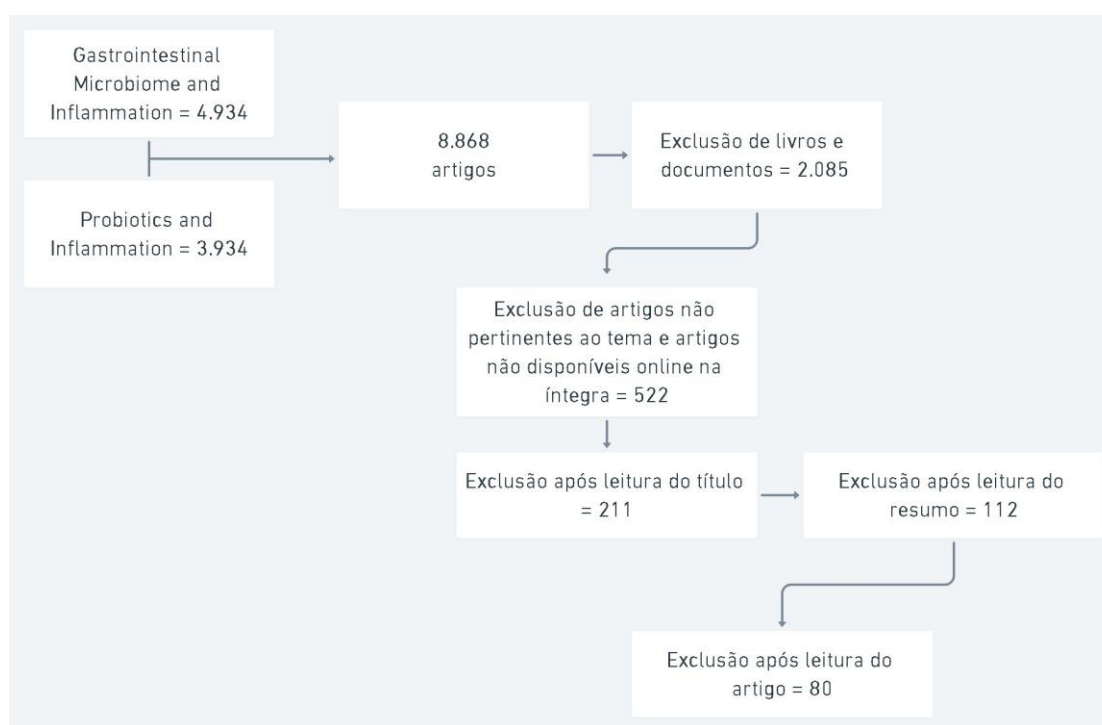 Gastrointestinal
Microbiome and
Inflammation = 4.934
8.868
artigos
Exclusão de livros e
documentos = 2.085
Probiotics and
Inflammation = 3.934
Exclusão de artigos não
pertinentes ao tema e artigos
não disponíveis online na
íntegra = 522
Exclusão após leitura do título
= 211
Exclusão após leitura do
resumo = 112
Exclusão após leitura do
artigo = 80